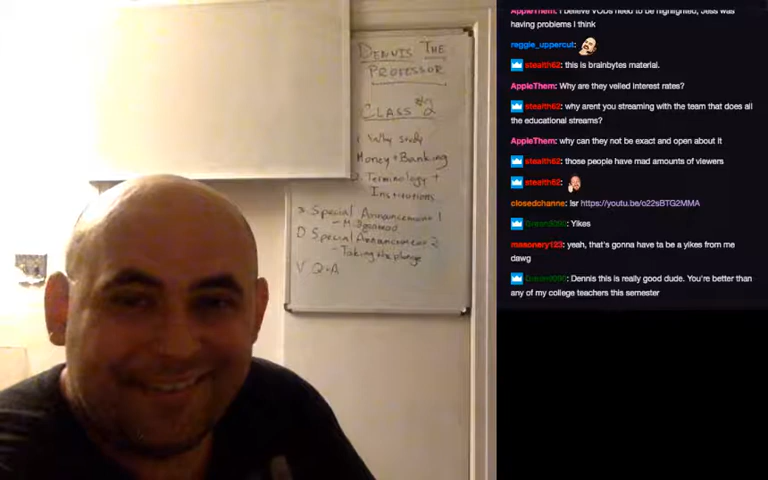 DENNIS THE
PROFESSOR
CLASS #2
I Why study
Money + Banking
Terminology +
Institutions
Special Announcement 1
D Special Announcement 2
- Taking the plunge
V Q+A
AppleThem: I believe VODs need to be highlighted, Jess was
having problems I think
reggie_uppercut:
stealth62: this is brainbytes material.
AppleThem: Why are they veiled interest rates?
stealth62: why arent you streaming with the team that does all
the educational streams?
AppleThem: why can they not be exact and open about it
stealth62: those people have mad amounts of viewers
stealth62:
closedchanne: lsr https://youtu.be/o22sBTG2MMA
Yikes
masonary123: yeah, that's gonna have ta be a yikes from me
dawg
Dennis this is really good dude. You're better than
any of my college teachers this semester